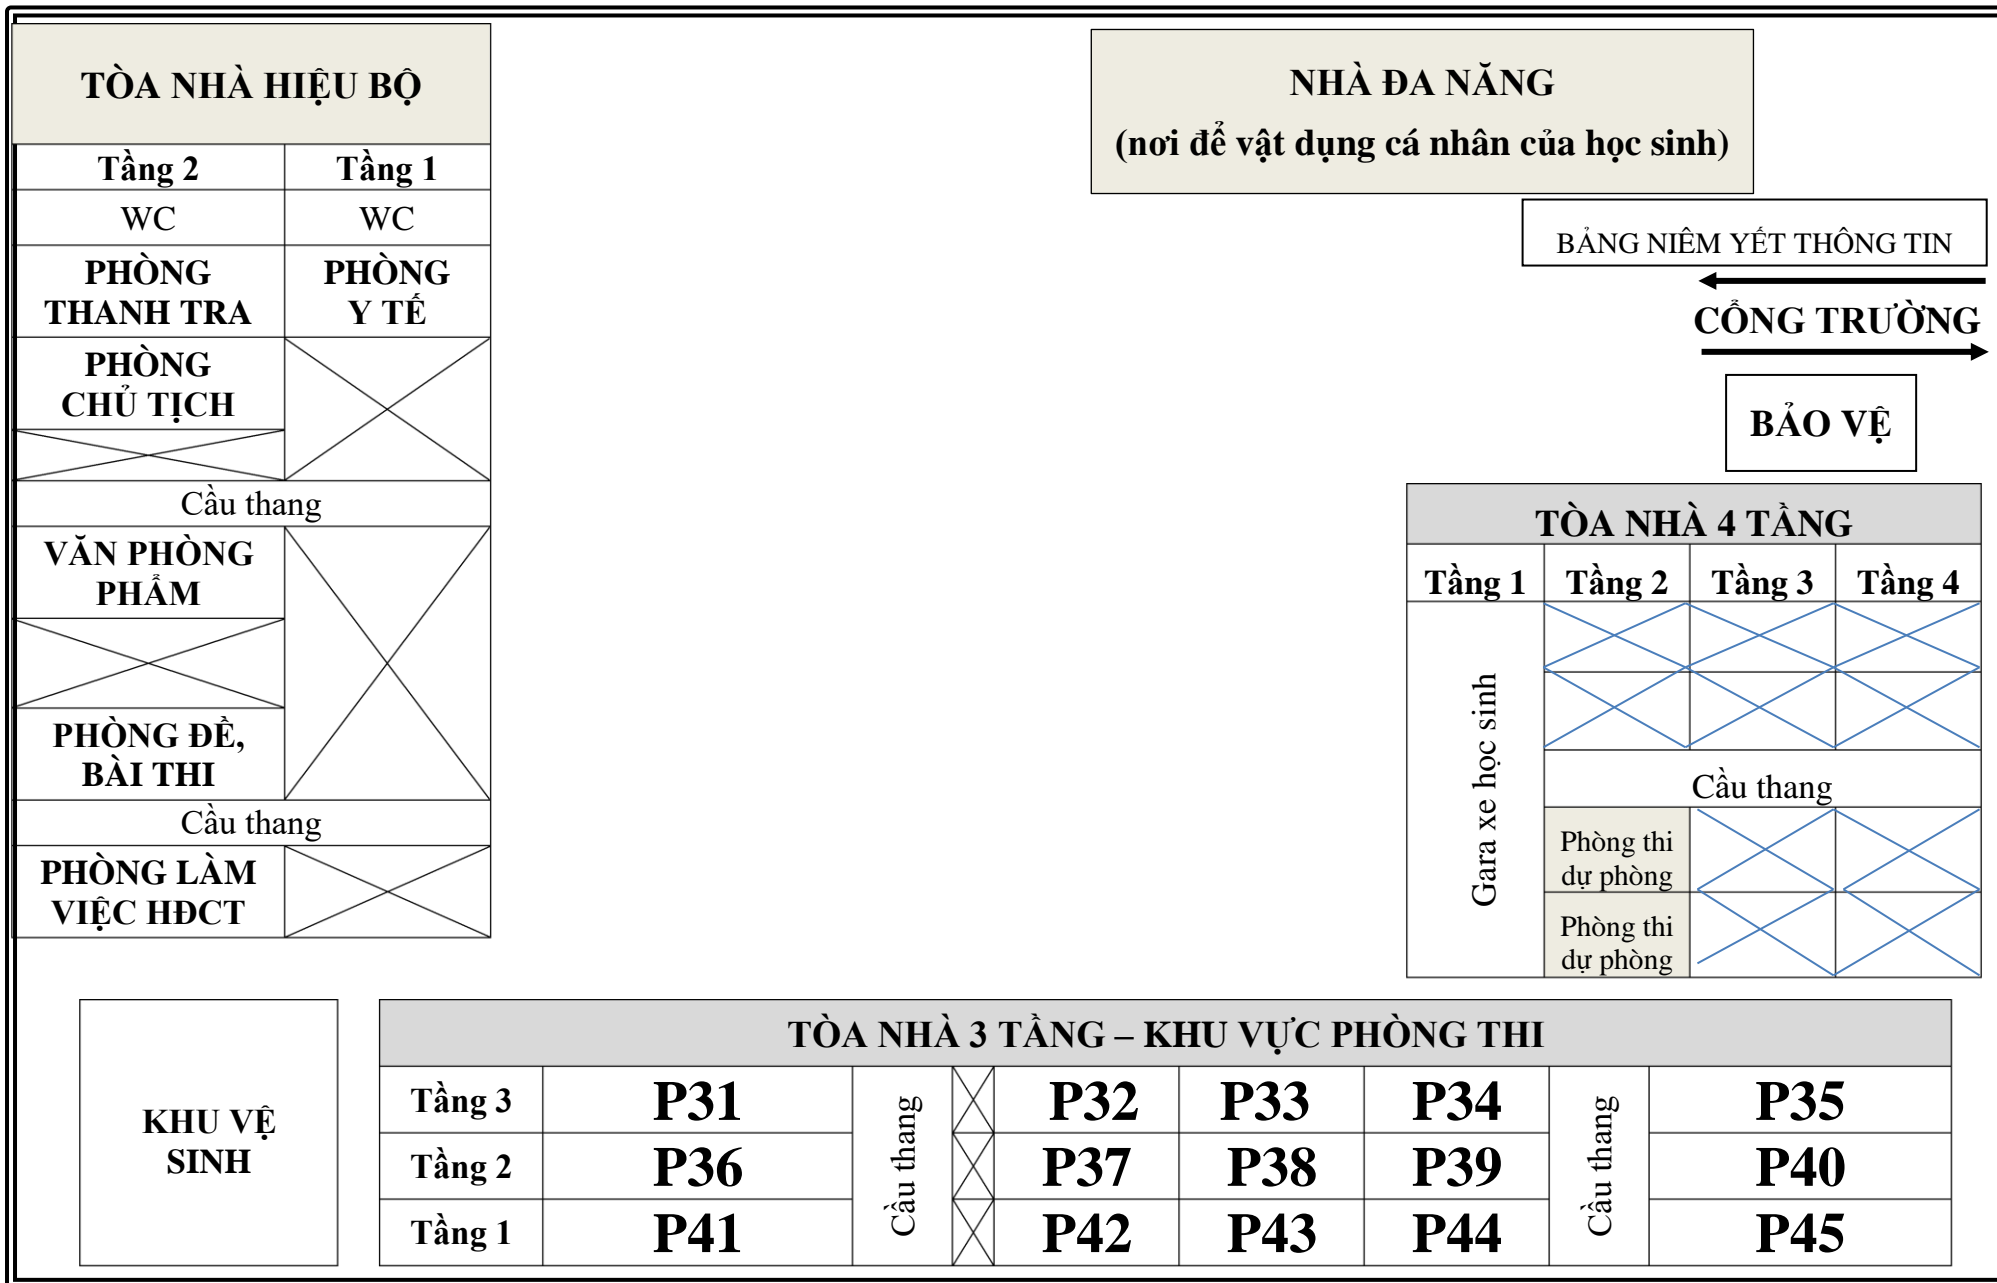 TÒA NHÀ HIỆU BỘ
Tầng 2 Tầng 1
WC WC
PHÒNG
THANH TRA
PHÒNG
Y TẾ
PHÒNG
CHỦ TỊCH
Cầu thang
VĂN PHÒNG
PHẨM
PHÒNG ĐỀ,
BÀI THI
Cầu thang
PHÒNG LÀM
VIỆC HĐCT
NHÀ ĐA NĂNG
(nơi để vật dụng cá nhân của học sinh)
BẢNG NIÊM YẾT THÔNG TIN
CỔNG TRƯỜNG
BẢO VỆ
TÒA NHÀ 4 TẦNG
Tầng 1 Tầng 2 Tầng 3 Tầng 4
Gara xe học sinh
Cầu thang
Phòng thi
dự phòng
Phòng thi
dự phòng
KHU VỆ
SINH
TÒA NHÀ 3 TẦNG – KHU VỰC PHÒNG THI
Tầng 3 P31 P32 P33 P34 P35
Cầu thang
Cầu thang
Tầng 2 P36 P37 P38 P39 P40
Tầng 1 P41 P42 P43 P44 P45